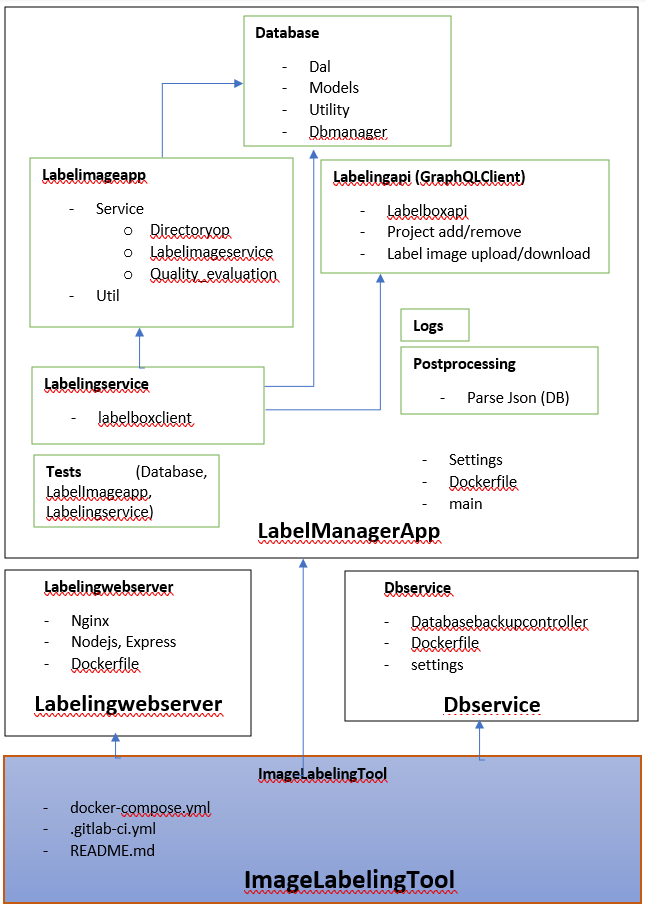 Database
- Dal
- Models
- Utility
- Dbmanager
Labelimageapp
- Service
o Directoryop
o Labelimageservice
o Quality_evaluation
- Util
Labelingapi (GraphQLClient)
- Labelboxapi
- Project add/remove
- Label image upload/download
Logs
Postprocessing
- Parse Json (DB)
Labelingservice
- labelboxclient
Tests (Database,
LabelImageapp,
Labelingservice)
- Settings
- Dockerfile
- main
LabelManagerApp
Labelingwebserver
- Nginx
- Nodejs, Express
- Dockerfile
Labelingwebserver
Dbservice
- Databasebackupcontroller
- Dockerfile
- settings
Dbservice
ImageLabelingTool
- docker-compose.yml
- .gitlab-ci.yml
- README.md
ImageLabelingTool